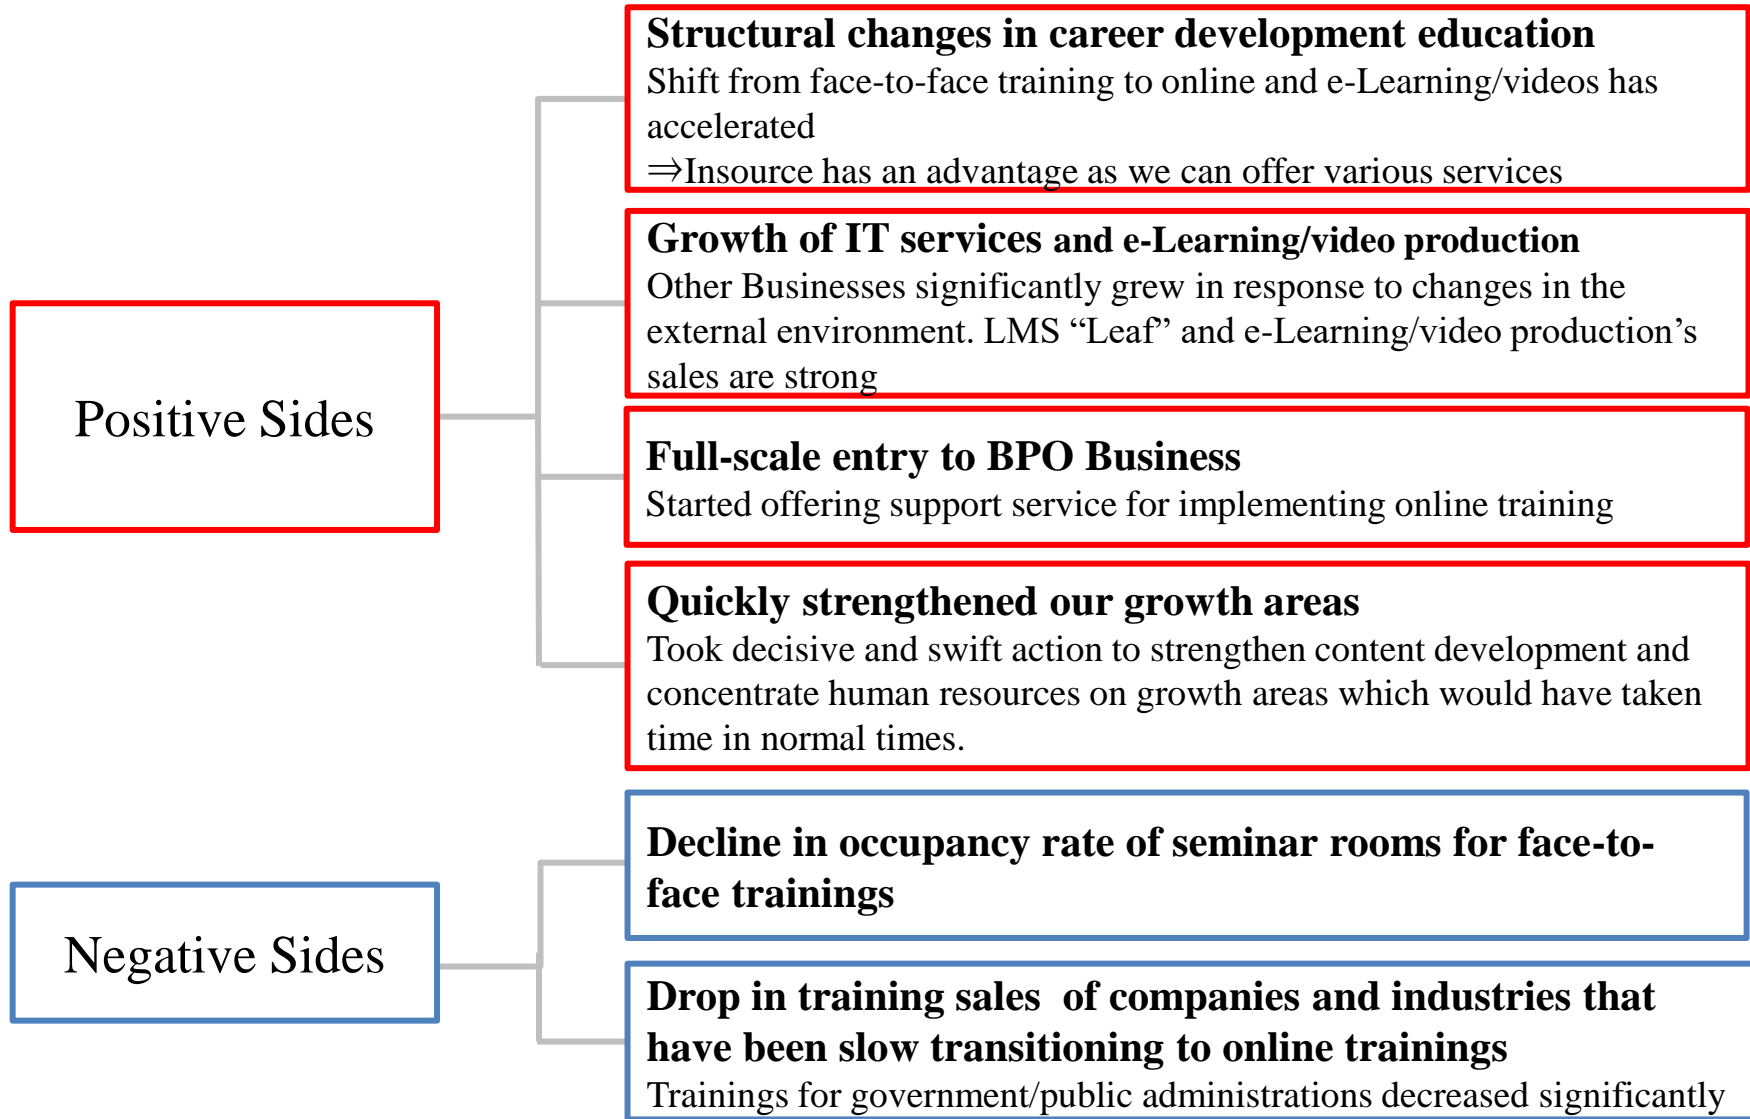 Positive Sides
Structural changes in career development education
Shift from face-to-face training to online and e-Learning/videos has
accelerated
⇒Insource has an advantage as we can offer various services
Growth of IT services and e-Learning/video production
Other Businesses significantly grew in response to changes in the
external environment. LMS “Leaf” and e-Learning/video production’s
sales are strong
Full-scale entry to BPO Business
Started offering support service for implementing online training
Quickly strengthened our growth areas
Took decisive and swift action to strengthen content development and
concentrate human resources on growth areas which would have taken
time in normal times.
Negative Sides
Decline in occupancy rate of seminar rooms for face-to-
face trainings
Drop in training sales  of companies and industries that
have been slow transitioning to online trainings
Trainings for government/public administrations decreased significantly